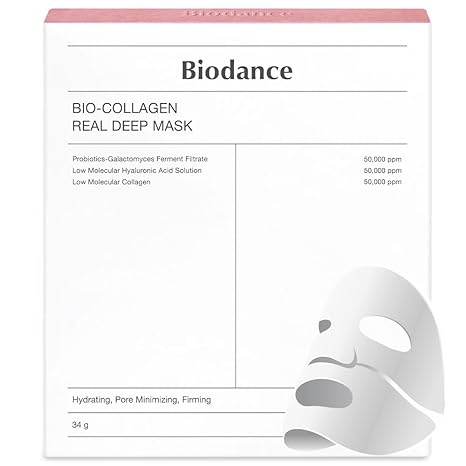 Biodance
Biodance
BIO-COLLAGEN
REAL DEEP MASK
Probiotics-Galactomyces Ferment Filtrate 50,000 ppm
Low Molecular Hyaluronic Acid Solution 50,000 ppm
Low Molecular Collagen 50,000 ppm
Hydrating, Pore Minimizing, Firming
34 g